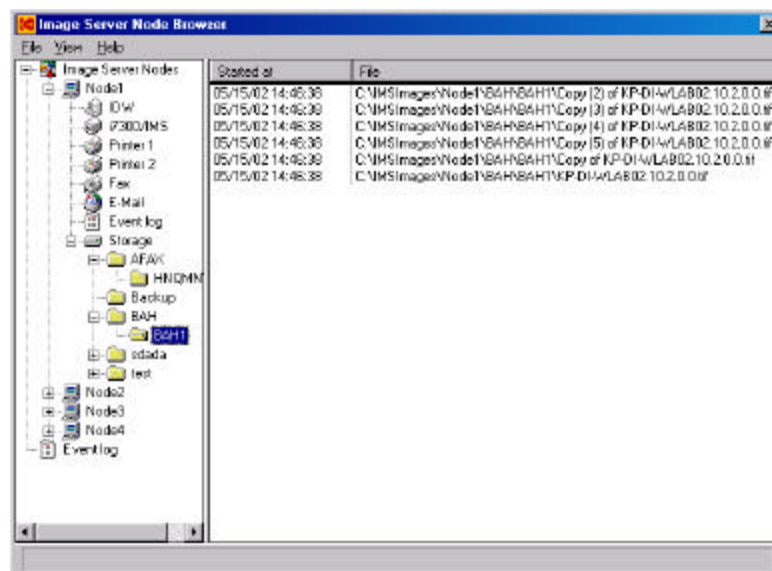 Image Server Node Browser
File View Help
Image Server Nodes
Node1
IDW
i7300/IMS
Printer 1
Printer 2
Fax
E-Mail
Event log
Storage
AFAK
HNQMN
Backup
BAH
BAH1
sdada
test
Node2
Node3
Node4
Event log
Started at File
05/15/02 14:46:38 C:\IMSImages\Node1\BAH\BAH1\Copy (2) of KP-DI-WLAB02.10.2.0.0.tif
05/15/02 14:46:38 C:\IMSImages\Node1\BAH\BAH1\Copy (3) of KP-DI-WLAB02.10.2.0.0.tif
05/15/02 14:46:38 C:\IMSImages\Node1\BAH\BAH1\Copy (4) of KP-DI-WLAB02.10.2.0.0.tif
05/15/02 14:46:38 C:\IMSImages\Node1\BAH\BAH1\Copy (5) of KP-DI-WLAB02.10.2.0.0.tif
05/15/02 14:46:38 C:\IMSImages\Node1\BAH\BAH1\Copy of KP-DI-WLAB02.10.2.0.0.tif
05/15/02 14:46:38 C:\IMSImages\Node1\BAH\BAH1\KP-DI-WLAB02.10.2.0.0.tif